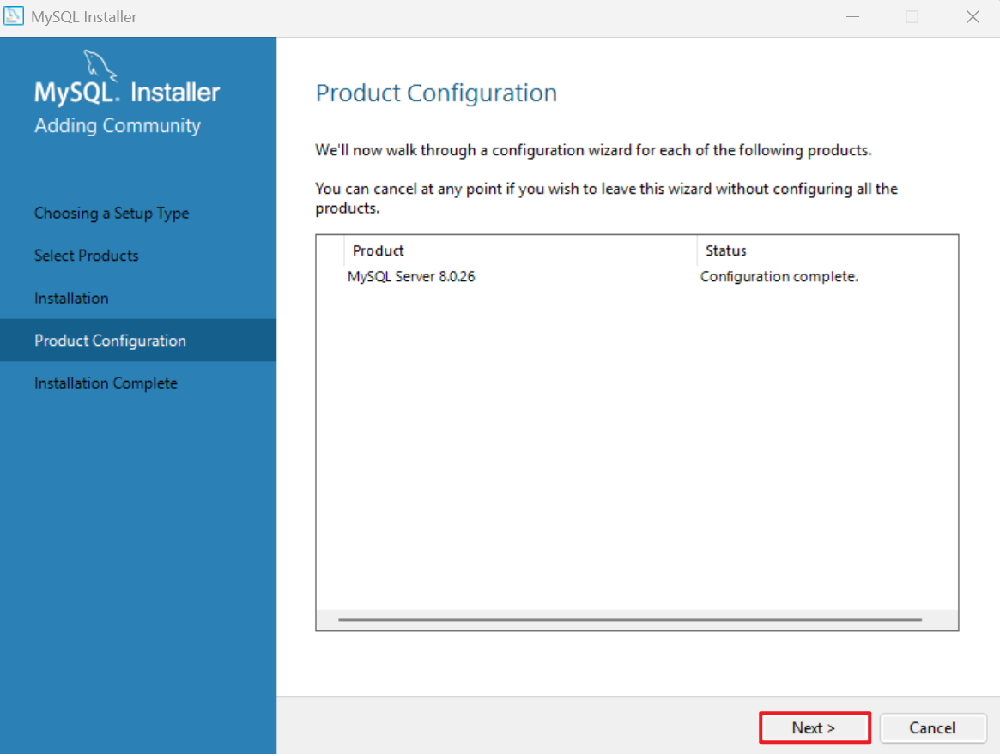 MySQL Installer
MySQL. Installer
Adding Community
Choosing a Setup Type
Select Products
Installation
Product Configuration
Installation Complete
Product Configuration
We'll now walk through a configuration wizard for each of the following products.
You can cancel at any point if you wish to leave this wizard without configuring all the
products.
Product Status
MySQL Server 8.0.26 Configuration complete.
Next > Cancel